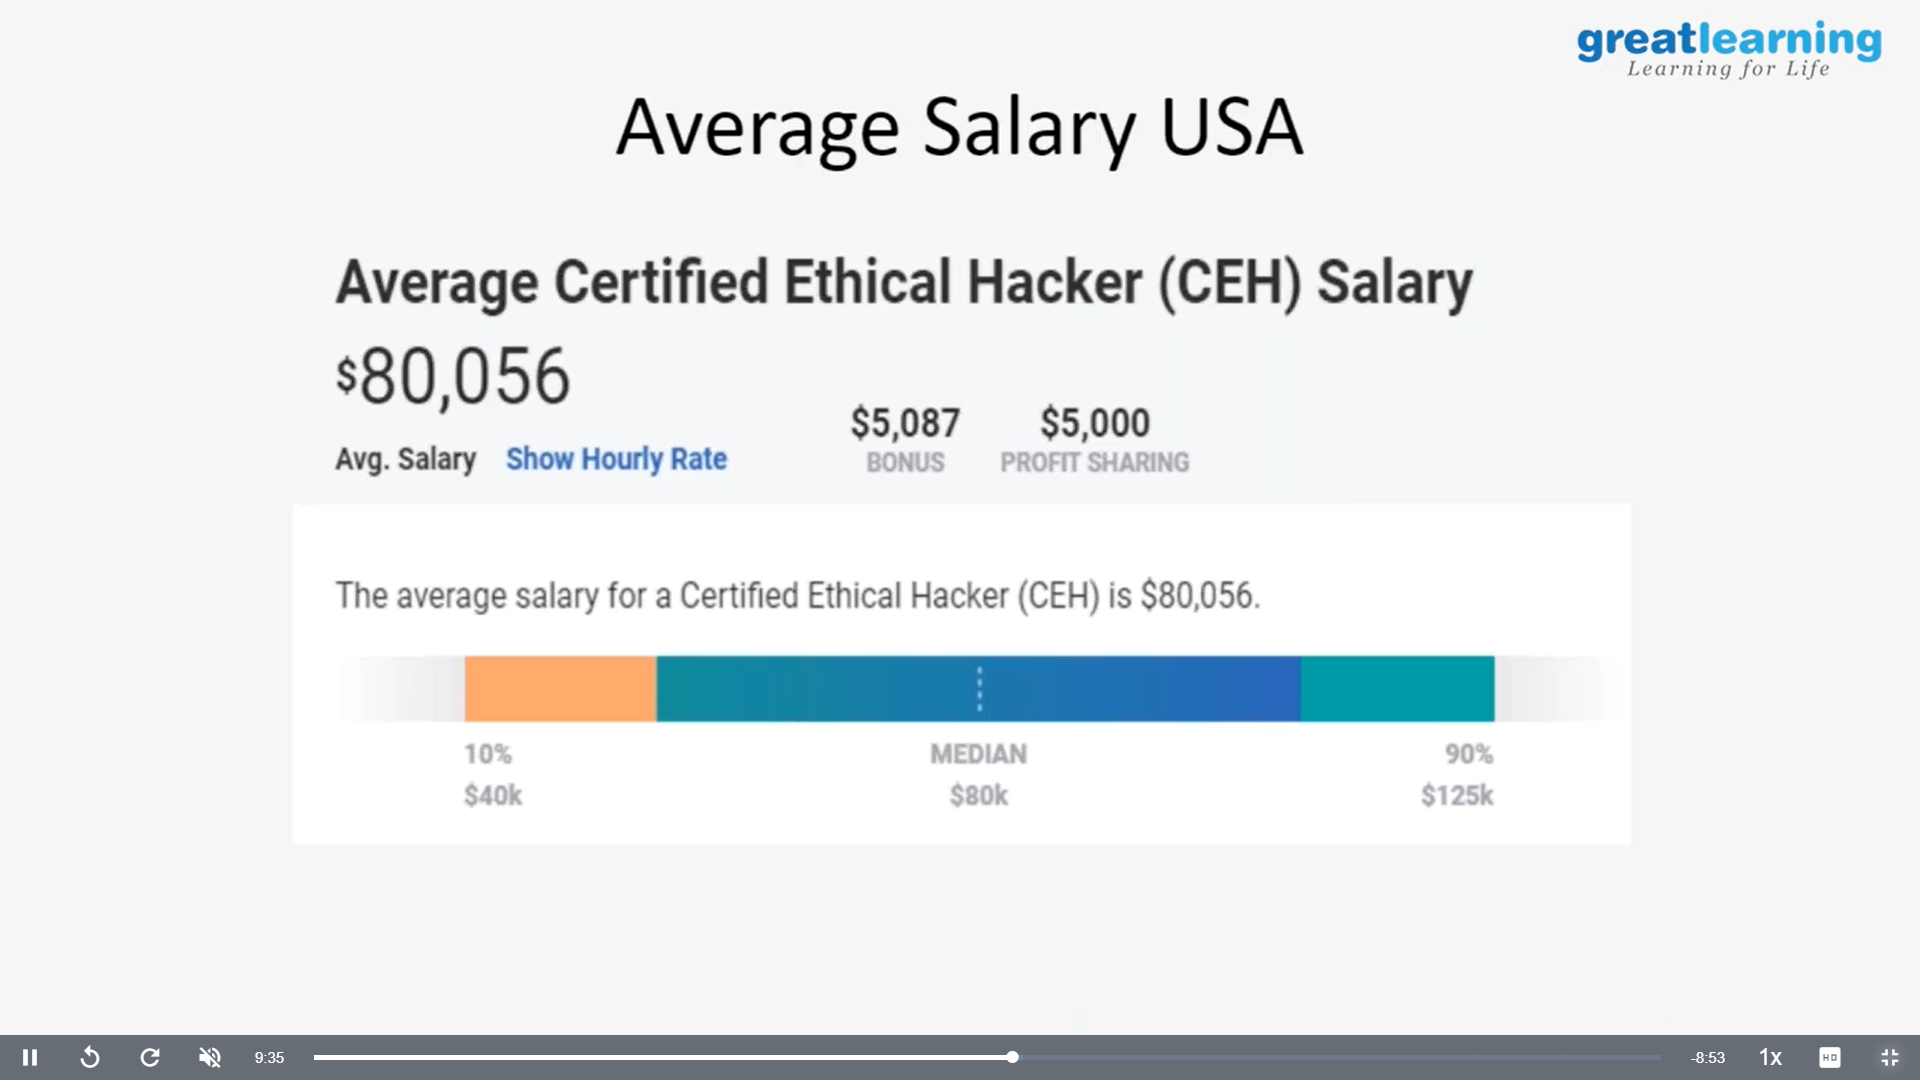 greatlearning
Learning for Life
Average Salary USA
Average Certified Ethical Hacker (CEH) Salary
$80,056
$5,087 $5,000
Avg. Salary Show Hourly Rate BONUS PROFIT SHARING
The average salary for a Certified Ethical Hacker (CEH) is $80,056.
10% MEDIAN 90%
$40k $80k $125k
9:35 -8:53 1x HD